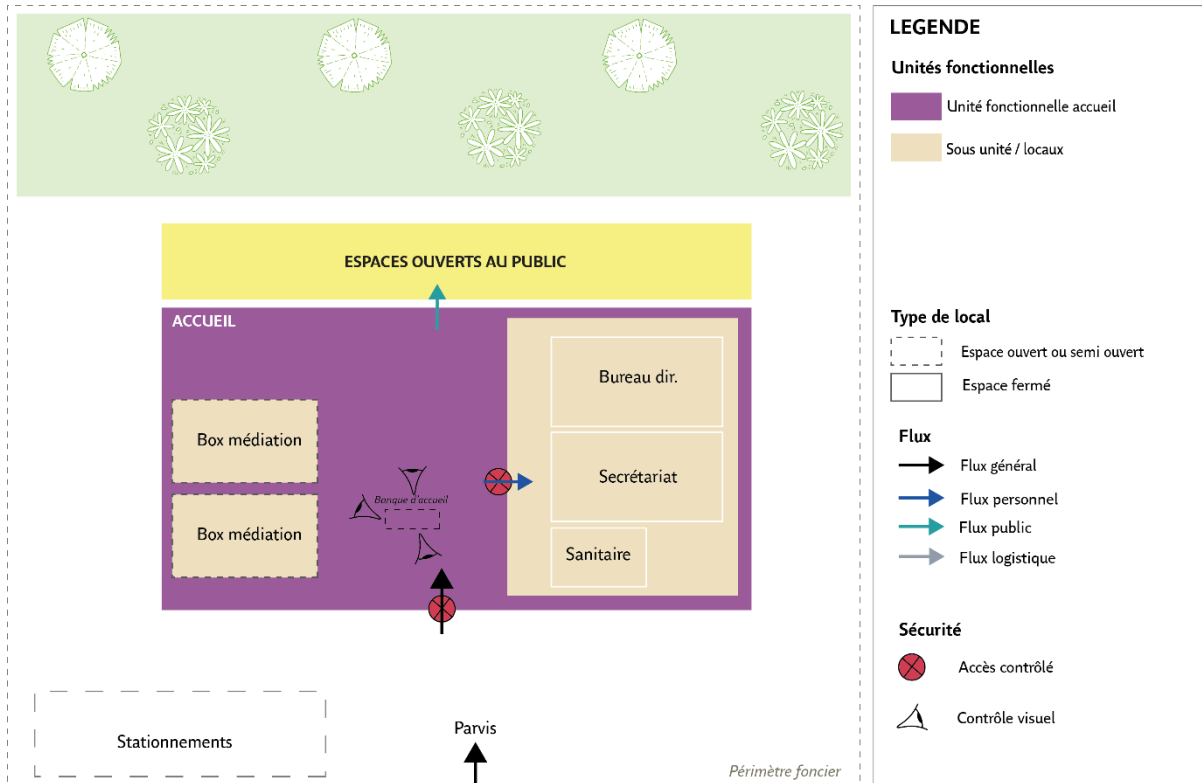 ESPACES OUVERTS AU PUBLIC
ACCUEIL
Bureau dir.
Box médiation
Secrétariat
Banque d'accueil
Box médiation
Sanitaire
Stationnements
Parvis
Périmètre foncier
LEGENDE
Unités fonctionnelles
Unité fonctionnelle accueil
Sous unité / locaux
Type de local
Espace ouvert ou semi ouvert
Espace fermé
Flux
Flux général
Flux personnel
Flux public
Flux logistique
Sécurité
Accès contrôlé
Contrôle visuel